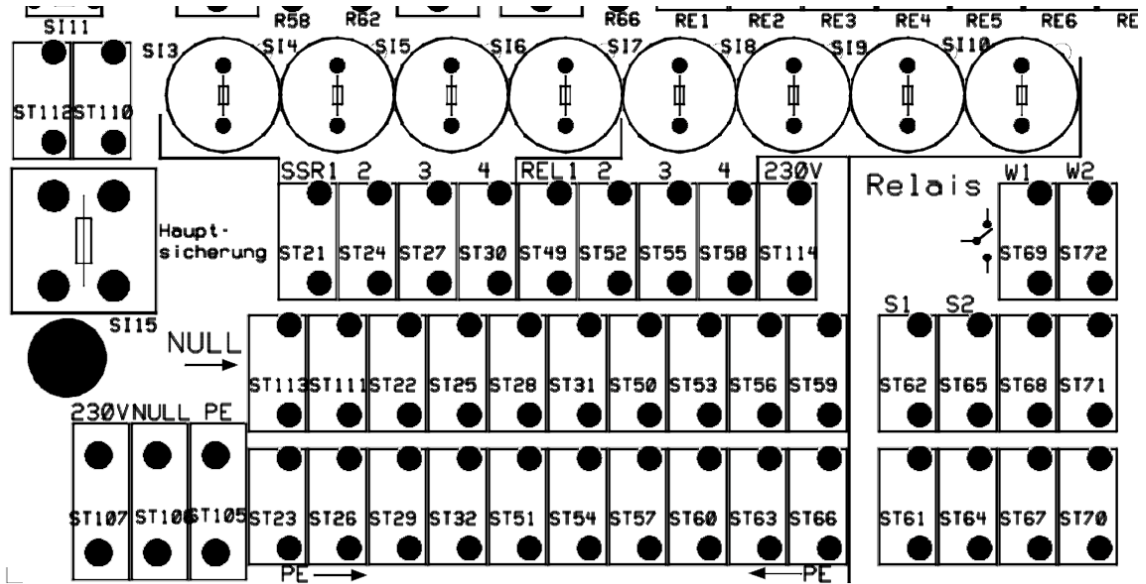 R58 R62 R66 RE1 RE2 RE3 RE4 RE5 RE6 RE
SI11
SI3 SI4 SI5 SI6 SI7 SI8 SI9 SI10
ST112 ST110
SSR1 2 3 4 REL1 2 3 4 230V
Relais W1 W2
Haupt-
sicherung
ST21 ST24 ST27 ST30 ST49 ST52 ST55 ST58 ST114 ST69 ST72
SI15
S1 S2
NULL
ST113 ST111 ST22 ST25 ST28 ST31 ST50 ST53 ST56 ST59 ST62 ST65 ST68 ST71
230V NULL PE
ST107 ST106 ST105 ST23 ST26 ST29 ST32 ST51 ST54 ST57 ST60 ST63 ST66 ST61 ST64 ST67 ST70
PE PE